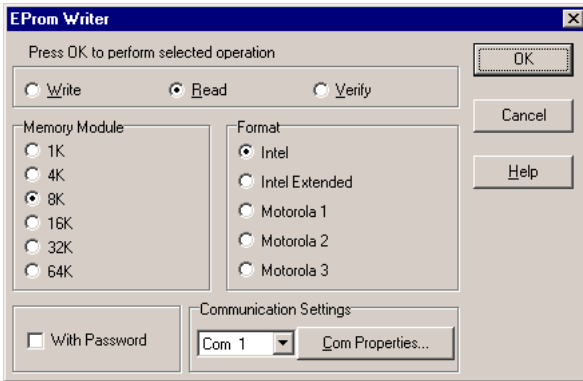 EProm Writer
Press OK to perform selected operation
Write Read Verify
OK
Cancel
Help
Memory Module
1K
4K
8K
16K
32K
64K
Format
Intel
Intel Extended
Motorola 1
Motorola 2
Motorola 3
With Password
Communication Settings
Com 1 Com Properties...